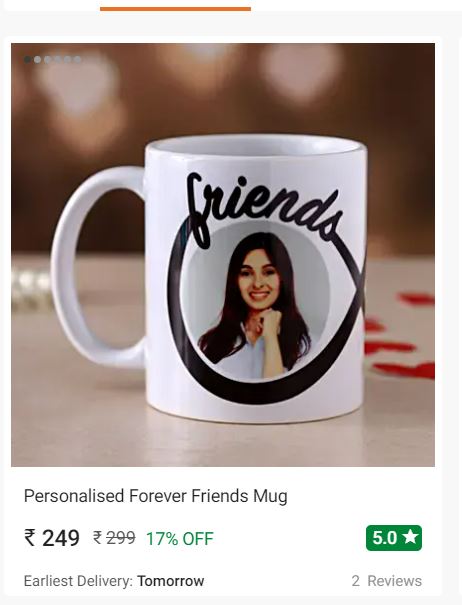 friends
Personalised Forever Friends Mug
₹ 249 ₹ 299 17% OFF 5.0 ★
Earliest Delivery: Tomorrow 2 Reviews